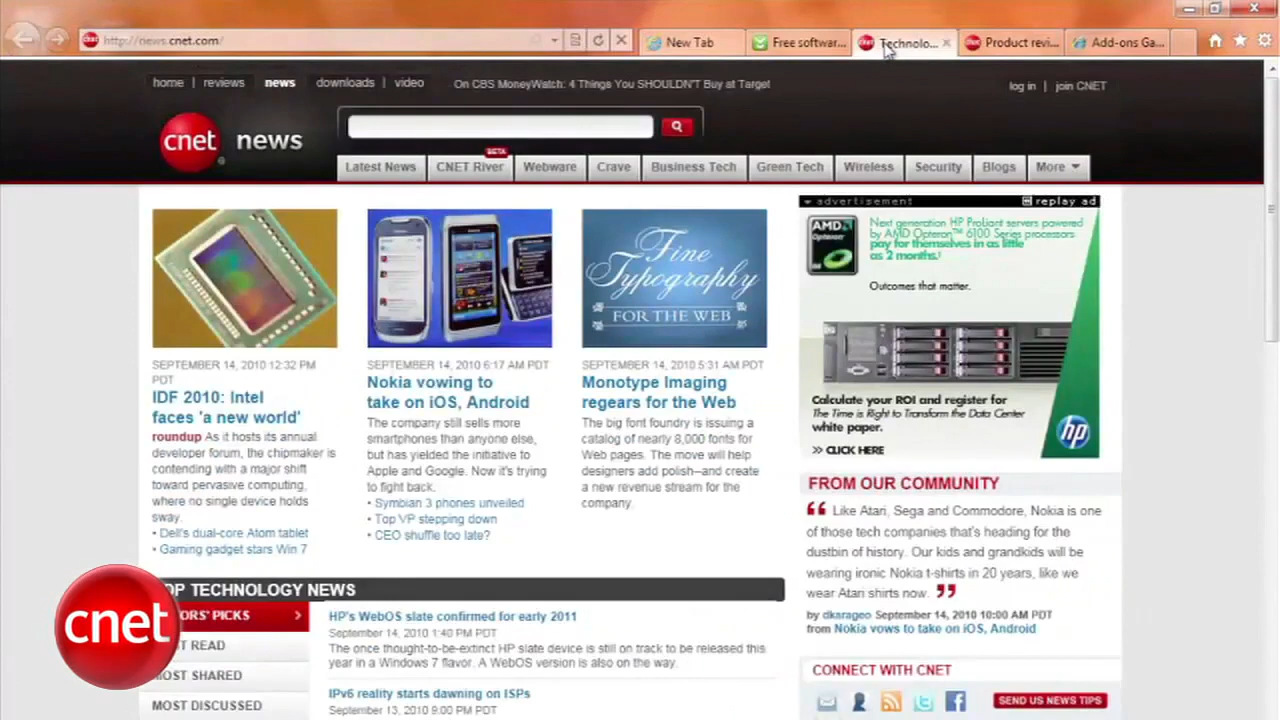 http://news.cnet.com/
New Tab
Free softwar...
Technolo...
Product revi...
Add-ons Ga...
home | reviews | news | downloads | video
On CBS MoneyWatch: 4 Things You SHOULDN'T Buy at Target
log in | join CNET
cnet news
Latest News
CNET River
BETA
Webware
Crave
Business Tech
Green Tech
Wireless
Security
Blogs
More
SEPTEMBER 14, 2010 12:32 PM
PDT
IDF 2010: Intel
faces 'a new world'
roundup As it hosts its annual
developer forum, the chipmaker is
contending with a major shift
toward pervasive computing,
where no single device holds
sway.
• Dell's dual-core Atom tablet
• Gaming gadget stars Win 7
SEPTEMBER 14, 2010 6:17 AM PDT
Nokia vowing to
take on iOS, Android
The company still sells more
smartphones than anyone else,
but has yielded the initiative to
Apple and Google. Now it's trying
to fight back.
• Symbian 3 phones unveiled
• Top VP stepping down
• CEO shuffle too late?
Fine
Typography
FOR THE WEB
SEPTEMBER 14, 2010 5:31 AM PDT
Monotype Imaging
regears for the Web
The big font foundry is issuing a
catalog of nearly 8,000 fonts for
Web pages. The move will help
designers add polish--and create
a new revenue stream for the
company.
advertisement
replay ad
AMD
Opteron
64
Next generation HP ProLiant servers powered
by AMD Opteron™ 6100 Series processors
pay for themselves in as little
as 2 months.¹
Outcomes that matter.
Calculate your ROI and register for
The Time is Right to Transform the Data Center
white paper.
>> CLICK HERE
hp
FROM OUR COMMUNITY
Like Atari, Sega and Commodore, Nokia is one
of those tech companies that's heading for the
dustbin of history. Our kids and grandkids will be
wearing ironic Nokia t-shirts in 20 years, like we
wear Atari shirts now.
by dkarageo September 14, 2010 10:00 AM PDT
from Nokia vows to take on iOS, Android
CONNECT WITH CNET
SEND US NEWS TIPS
OP TECHNOLOGY NEWS
ORS' PICKS
T READ
MOST SHARED
MOST DISCUSSED
HP's WebOS slate confirmed for early 2011
September 14, 2010 1:40 PM PDT
The once thought-to-be-extinct HP slate device is still on track to be released this
year in a Windows 7 flavor. A WebOS version is also on the way.
IPv6 reality starts dawning on ISPs
September 13, 2010 9:00 PM PDT
cnet